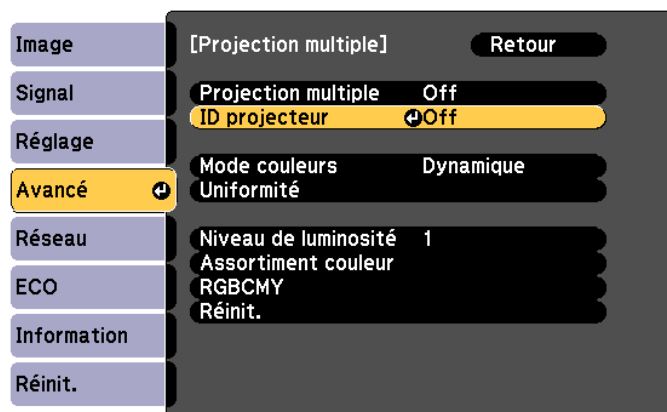 Image
Signal
Réglage
Avancé
Réseau
ECO
Information
Réinit.
[Projection multiple] Retour
Projection multiple Off
ID projecteur Off
Mode couleurs Dynamique
Uniformité
Niveau de luminosité 1
Assortiment couleur
RGBCMY
Réinit.